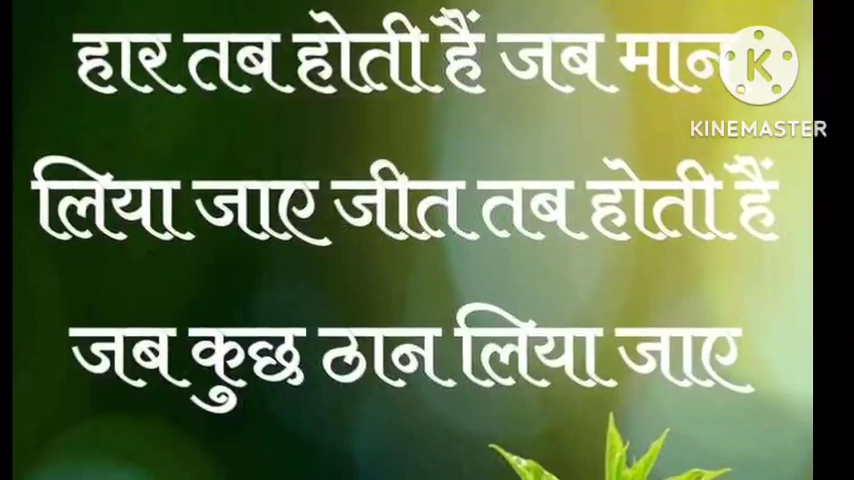 हार तब होती हैं जब मान
KINEMASTER
लिया जाए जीत तब होती हैं
जब कुछ ठान लिया जाए